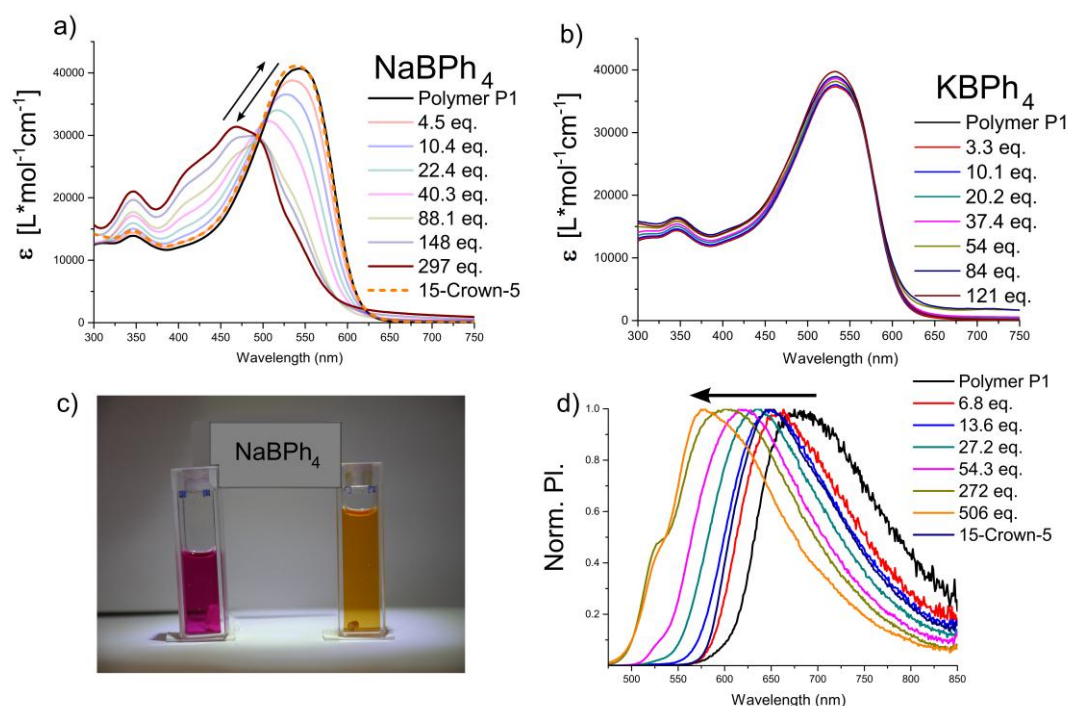 a)
NaBPh4
Polymer P1
4.5 eq.
10.4 eq.
22.4 eq.
40.3 eq.
88.1 eq.
148 eq.
297 eq.
15-Crown-5
ε [L*mol-1cm-1]
40000
30000
20000
10000
0
300 350 400 450 500 550 600 650 700 750
Wavelength (nm)
b)
KBPh4
Polymer P1
3.3 eq.
10.1 eq.
20.2 eq.
37.4 eq.
54 eq.
84 eq.
121 eq.
ε [L*mol-1cm-1]
40000
30000
20000
10000
0
300 350 400 450 500 550 600 650 700 750
Wavelength (nm)
c)
NaBPh4
d)
Polymer P1
6.8 eq.
13.6 eq.
27.2 eq.
54.3 eq.
272 eq.
506 eq.
15-Crown-5
Norm. Pl.
1.0
0.8
0.6
0.4
0.2
500 550 600 650 700 750 800 850
Wavelength (nm)